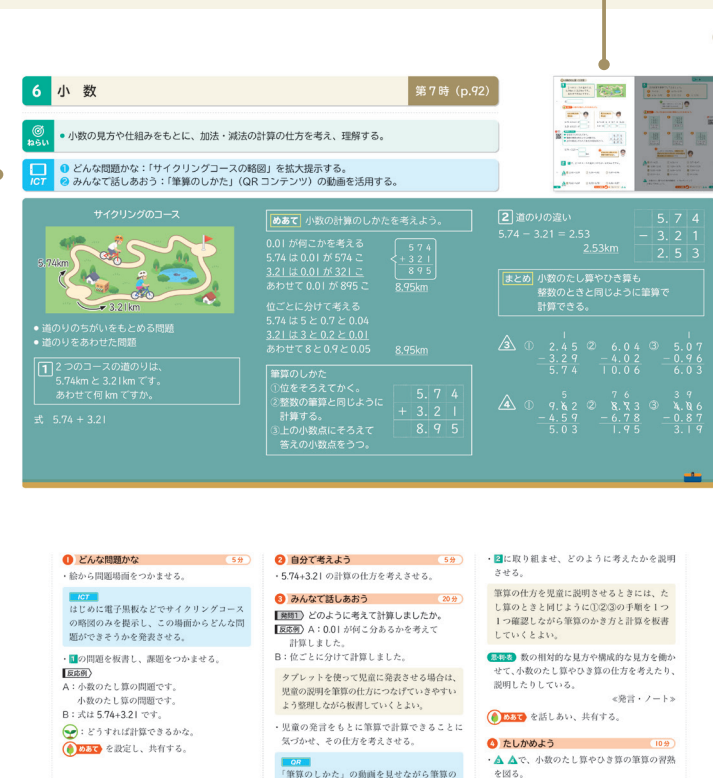 6 小 数
第7時 (p.92)
ねらい
• 小数の見方や仕組みをもとに、加法・減法の計算の仕方を考え、理解する。
ICT
❶ どんな問題かな：「サイクリングコースの略図」を拡大提示する。
❷ みんなで話しあおう：「筆算のしかた」（QR コンテンツ）の動画を活用する。
サイクリングのコース
5.74km
3.21km
● 道のりのちがいをもとめる問題
● 道のりをあわせた問題
1 2つのコースの道のりは、
5.74km と 3.21km です。
あわせて何 km ですか。
式 5.74 + 3.21
めあて 小数の計算のしかたを考えよう。
0.01 が何こかを考える
5.74 は 0.01 が 574 こ
3.21 は 0.01 が 321 こ
あわせて 0.01 が 895 こ
574
+321
895
8.95km
位ごとに分けて考える
5.74 は 5 と 0.7 と 0.04
3.21 は 3 と 0.2 と 0.01
あわせて 8 と 0.9 と 0.05
8.95km
筆算のしかた
①位をそろえてかく。
②整数の筆算と同じように
計算する。
③上の小数点にそろえて
答えの小数点をうつ。
5.74
+ 3.21
8.95
2 道のりの違い
5.74 − 3.21 = 2.53
2.53km
5.74
− 3.21
2.53
まとめ 小数のたし算やひき算も
整数のときと同じように筆算で
計算できる。
3 ①
1
2.45
−3.29
5.74
②
6.04
−4.02
10.06
③
1
5.07
−0.96
6.03
4 ①
5
9.62
−4.59
5.03
②
7 6
8.73
−6.78
1.95
③
3 9
4.06
−0.87
3.19
❶ どんな問題かな 5分
・絵から問題場面をつかませる。
ICT
はじめに電子黒板などでサイクリングコース
の略図のみを提示し、この場面からどんな問
題ができそうかを発表させる。
・1の問題を板書し、課題をつかませる。
反応例
A：小数のたし算の問題です。
小数のたし算の問題です。
B：式は 5.74+3.21 です。
：どうすれば計算できるかな。
めあて を設定し、共有する。
❷ 自分で考えよう 5分
・5.74+3.21 の計算の仕方を考えさせる。
❸ みんなで話しあおう 20分
発問1 どのように考えて計算しましたか。
反応例 A：0.01 が何こ分あるかを考えて
計算しました。
B：位ごとに分けて計算しました。
タブレットを使って児童に発表させる場合は、
児童の説明を筆算の仕方につなげていきやすい
よう整理しながら板書していくとよい。
・児童の発言をもとに筆算で計算できることに
気づかせ、その仕方を考えさせる。
QR
「筆算のしかた」の動画を見せながら筆算の
・2に取り組ませ、どのように考えたかを説明
させる。
筆算の仕方を児童に説明させるときには、た
し算のときと同じように①②③の手順を1つ
1つ確認しながら筆算のかき方と計算を板書
していくとよい。
思・判・表 数の相対的な見方や構成的な見方を働か
せて、小数のたし算やひき算の仕方を考えたり、
説明したりしている。
≪発言・ノート≫
めあて を話しあい、共有する。
❹ たしかめよう 10分
・3 4で、小数のたし算やひき算の筆算の習熟
を図る。